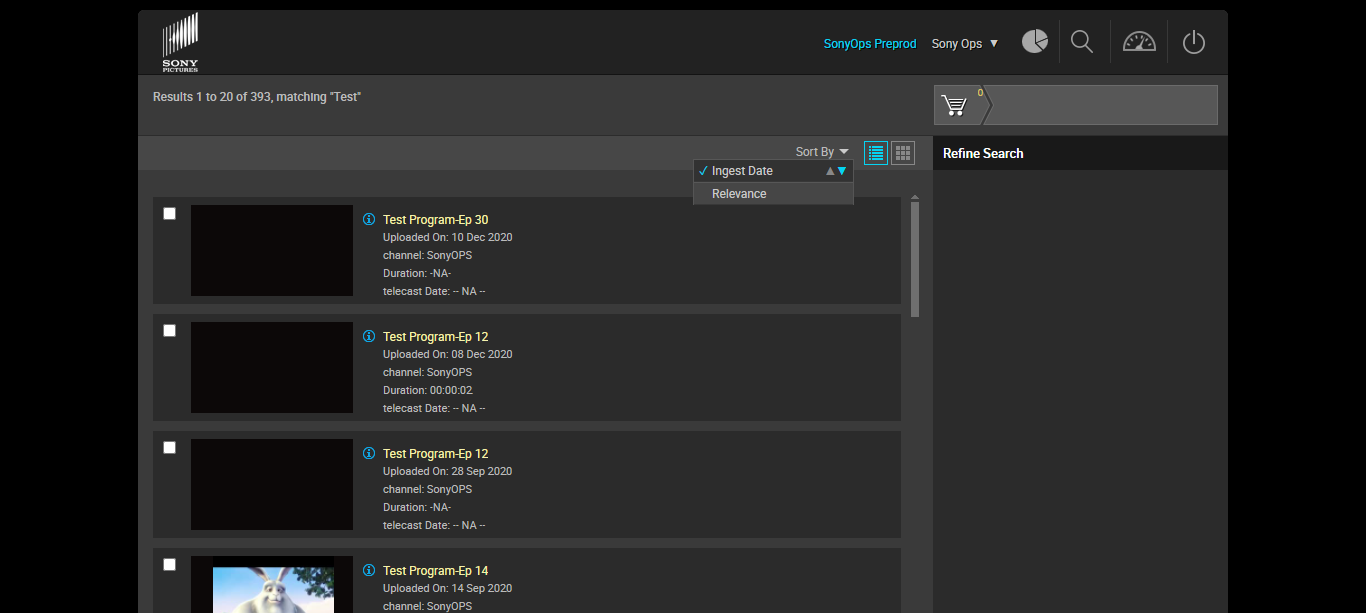 SONY
PICTURES
SonyOps Preprod
Sony Ops ▼
Results 1 to 20 of 393, matching "Test"
0
Sort By
Refine Search
✓ Ingest Date ▲▼
Relevance
Test Program-Ep 30
Uploaded On: 10 Dec 2020
channel: SonyOPS
Duration: -NA-
telecast Date: -- NA --
Test Program-Ep 12
Uploaded On: 08 Dec 2020
channel: SonyOPS
Duration: 00:00:02
telecast Date: -- NA --
Test Program-Ep 12
Uploaded On: 28 Sep 2020
channel: SonyOPS
Duration: -NA-
telecast Date: -- NA --
Test Program-Ep 14
Uploaded On: 14 Sep 2020
channel: SonyOPS